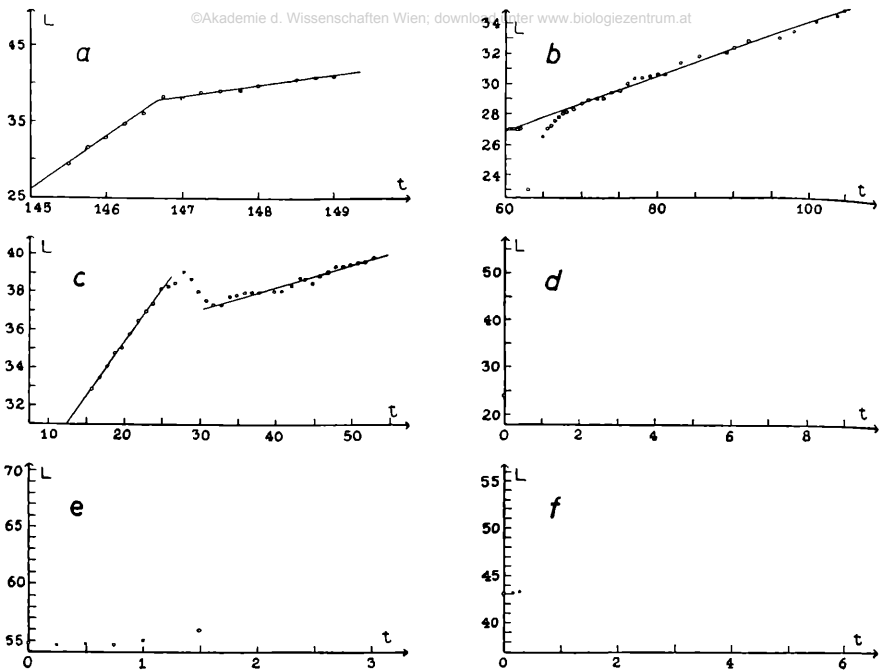 ©Akademie d. Wissenschaften Wien; download unter www.biologiezentrum.at
L
45
35
25
a
t
145 146 147 148 149
L
34
32
30
28
26
24
b
t
60 80 100
L
40
38
36
34
32
c
t
10 20 30 40 50
L
50
40
30
20
d
t
0 2 4 6 8
70
L
65
60
55
e
t
0 1 2 3
L
55
50
45
40
f
t
0 2 4 6